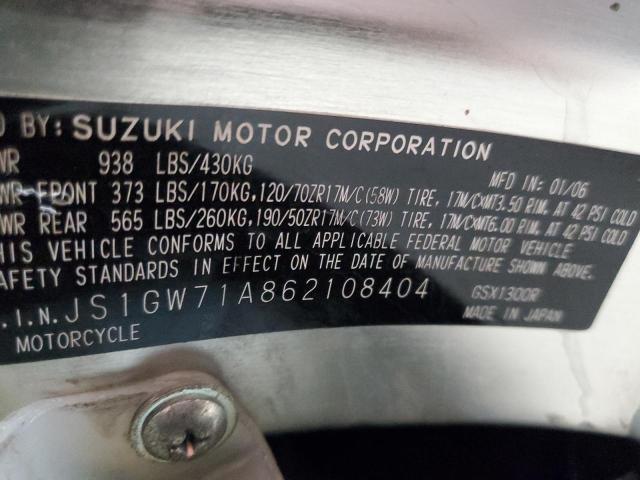 BY: SUZUKI MOTOR CORPORATION
MFD IN: 01/06
WR 938 LBS/430KG
WR FRONT 373 LBS/170KG, 120/70ZR17M/C(58W) TIRE, 17M/CXMT3.50 RIM, AT 42 PSI COLD
WR REAR 565 LBS/260KG, 190/50ZR17M/C(73W) TIRE, 17M/CXMT6.00 RIM, AT 42 PSI COLD
HIS VEHICLE CONFORMS TO ALL APPLICABLE FEDERAL MOTOR VEHICLE
AFETY STANDARDS IN EFFECT ON THE DATE OF MANUFACTURE SHOWN ABOVE.
.I.N. JS1GW71A862108404 GSX1300R
MOTORCYCLE MADE IN JAPAN